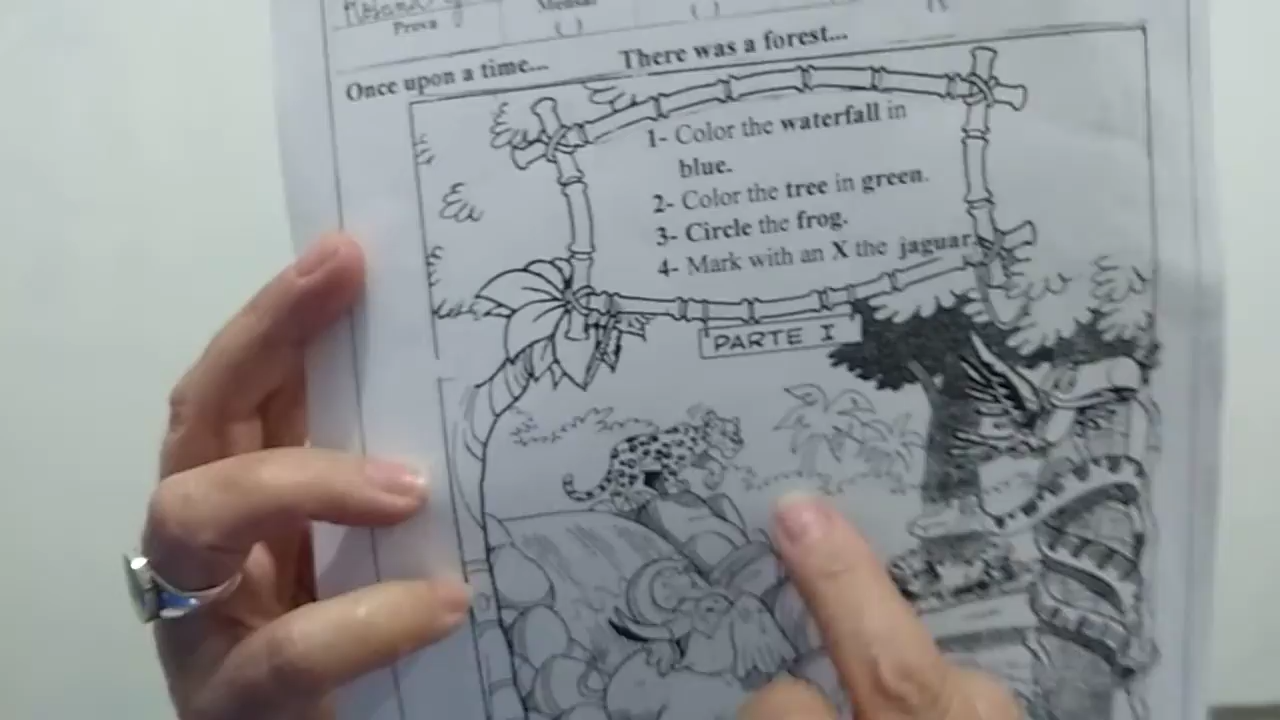 Prova
Mensal
( )
( )
Once upon a time... There was a forest...
1- Color the waterfall in
blue.
2- Color the tree in green.
3- Circle the frog.
4- Mark with an X the jaguar.
PARTE I